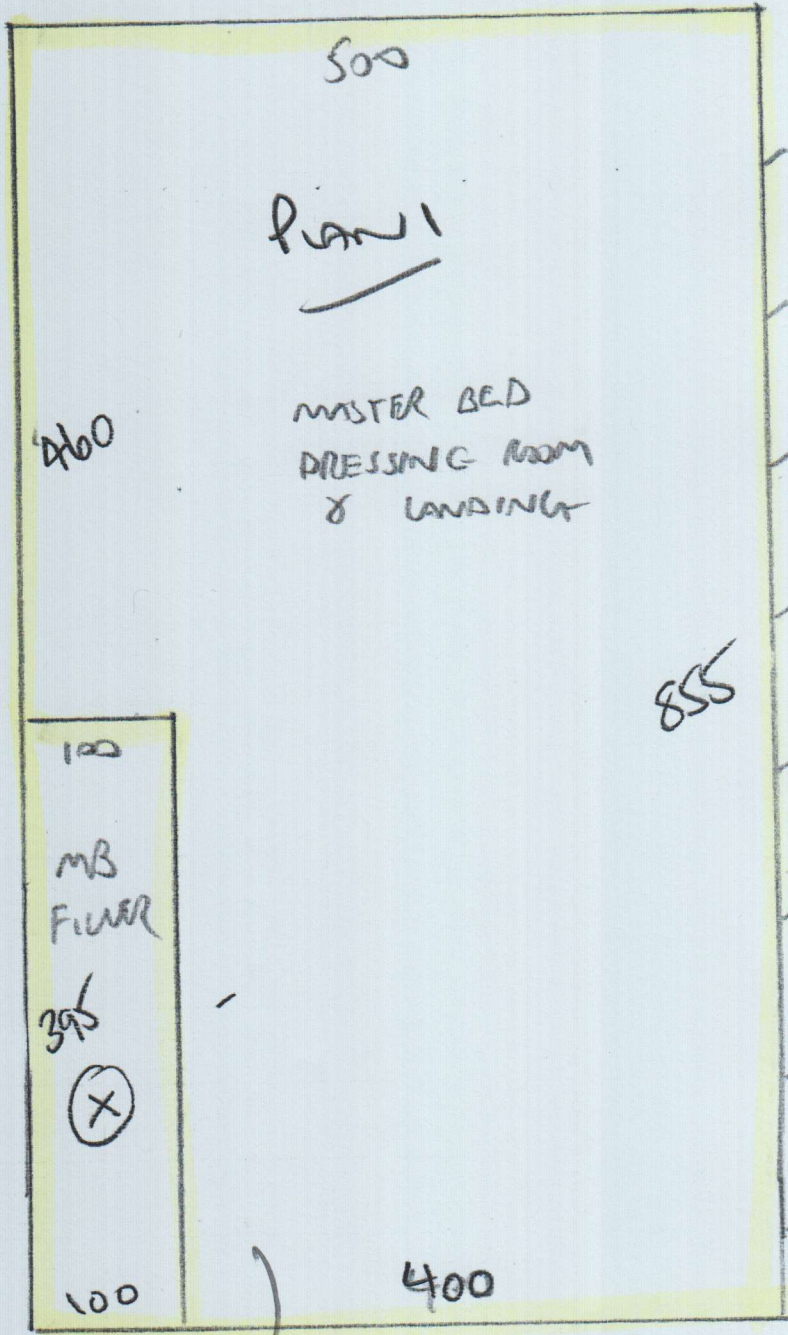 500
PLAN 1
MASTER BED
DRESSING ROOM
& LANDING
460
855
100
MB
FILLER
395
X
100
400